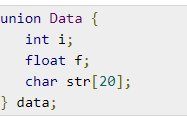 union Data {
   int i;
   float f;
   char str[20];
} data;